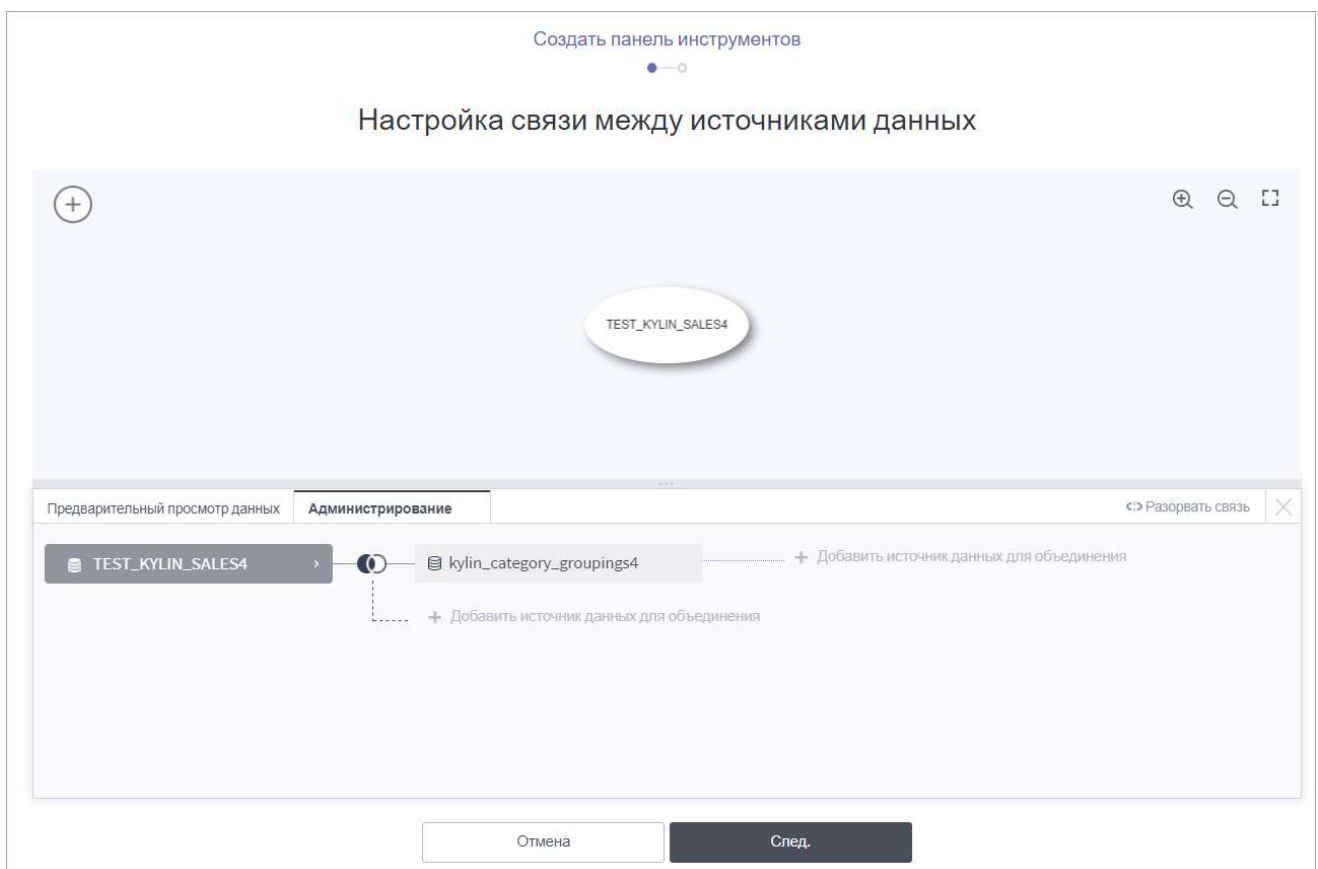 Создать панель инструментов
Настройка связи между источниками данных
TEST_KYLIN_SALES4
Предварительный просмотр данных
Администрирование
Разорвать связь
TEST_KYLIN_SALES4
kylin_category_groupings4
Добавить источник данных для объединения
Добавить источник данных для объединения
Отмена
След.